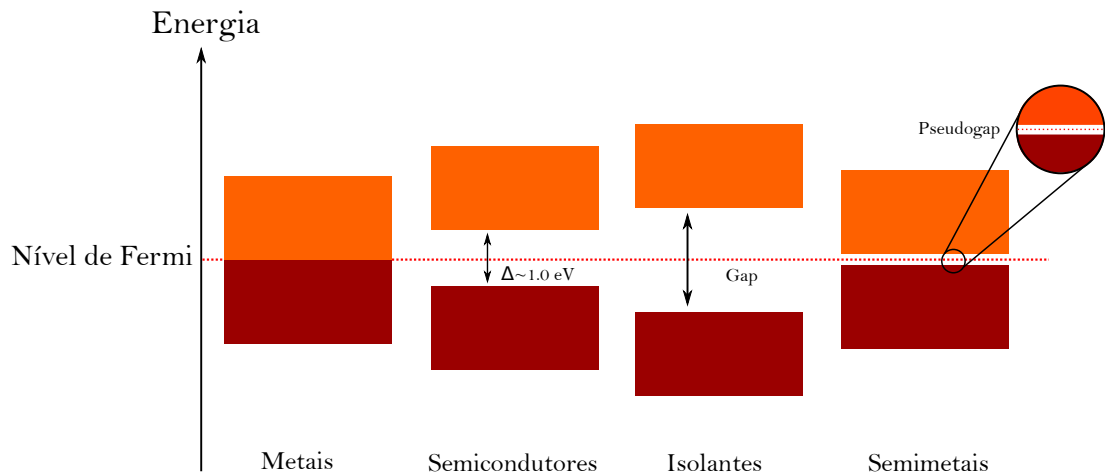 Energia
Pseudogap
Nível de Fermi
Δ~1.0 eV
Gap
Metais
Semicondutores
Isolantes
Semimetais